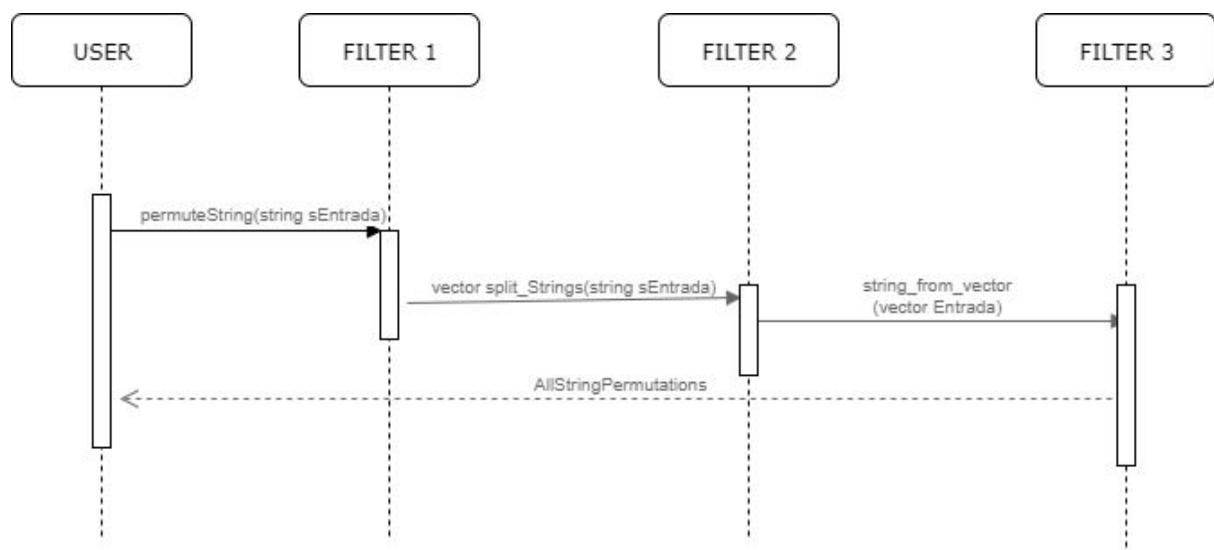 USER
FILTER 1
FILTER 2
FILTER 3
permuteString(string sEntrada)
vector split_Strings(string sEntrada)
string_from_vector
(vector Entrada)
AllStringPermutations